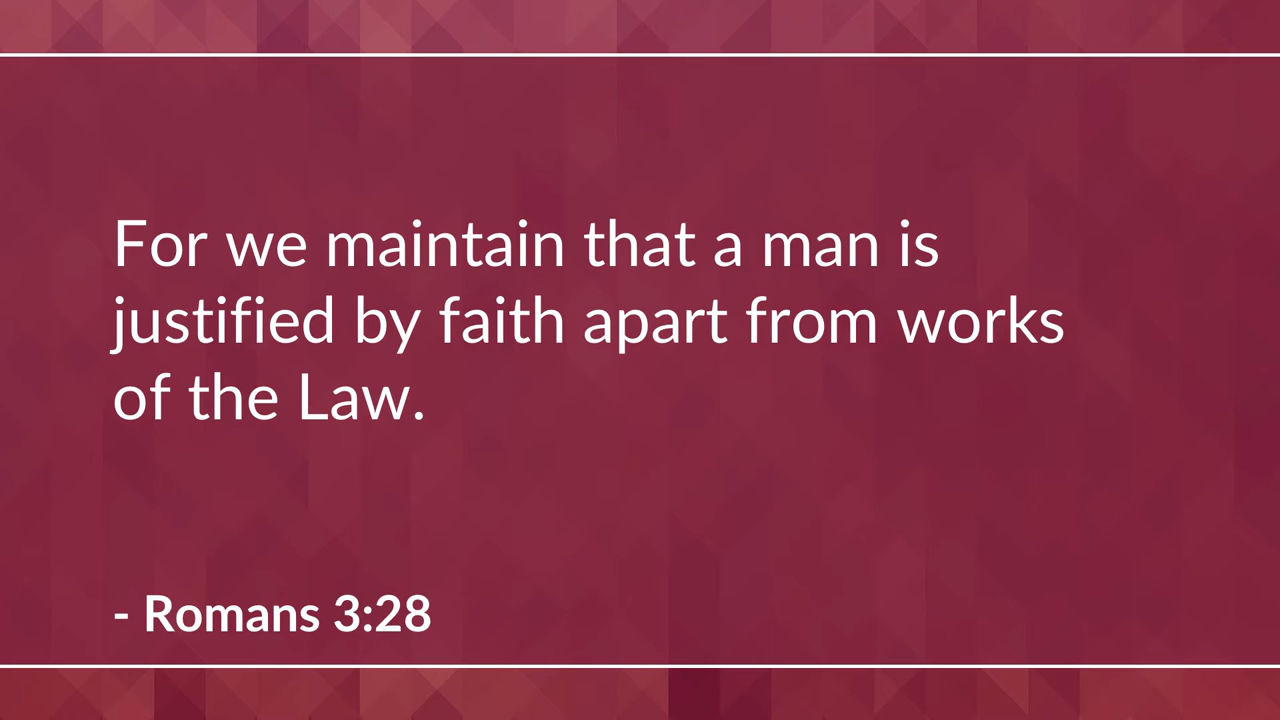 For we maintain that a man is
justified by faith apart from works
of the Law.
- Romans 3:28